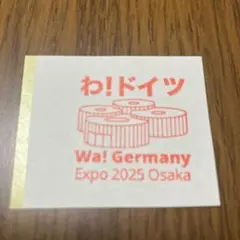 わ!ドイツ
Wa! Germany
Expo 2025 Osaka